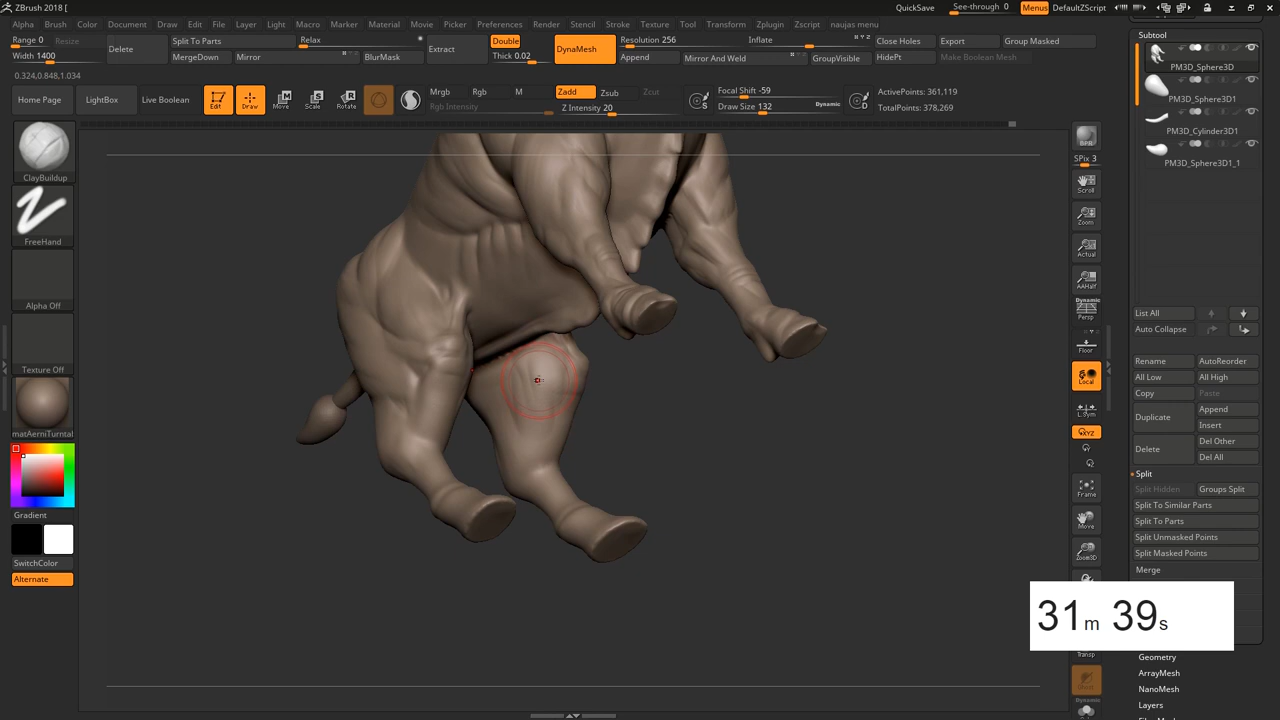 ZBrush 2018 [
QuickSave See-through 0 Menus DefaultZScript
Alpha Brush Color Document Draw Edit File Layer Light Macro Marker Material Movie Picker Preferences Render Stencil Stroke Texture Tool Transform Zplugin Zscript naujas menu
Range 0 Resize
Width 1400
Delete
Split To Parts
MergeDown
Relax
Mirror
BlurMask
Extract
Double
Thick 0.02
DynaMesh
Resolution 256
Append
Inflate
Mirror And Weld
GroupVisible
Close Holes
HidePt
Export
Make Boolean Mesh
Group Masked
0.324,0.848,1.034
Home Page
LightBox
Live Boolean
Edit
Draw
Move
Scale
Rotate
Mrgb Rgb M
Rgb Intensity
Zadd Zsub Zcut
Z Intensity 20
S
Focal Shift -59
Draw Size 132
Dynamic
D
ActivePoints: 361,119
TotalPoints: 378,269
ClayBuildup
FreeHand
Alpha Off
Texture Off
matAerniTurntal
Gradient
SwitchColor
Alternate
BPR
SPix 3
Scroll
Zoom
Actual
AAHalf
Dynamic
Persp
Floor
Local
L.Sym
XYZ
Frame
Move
Zoom3D
Transp
Dynamic
Subtool
PM3D_Sphere3D
PM3D_Sphere3D1
PM3D_Cylinder3D1
PM3D_Sphere3D1_1
List All
Auto Collapse
Rename AutoReorder
All Low All High
Copy Paste
Duplicate
Append
Insert
Delete
Del Other
Del All
Split
Split Hidden Groups Split
Split To Similar Parts
Split To Parts
Split Unmasked Points
Split Masked Points
Merge
31m 39s
Geometry
ArrayMesh
NanoMesh
Layers